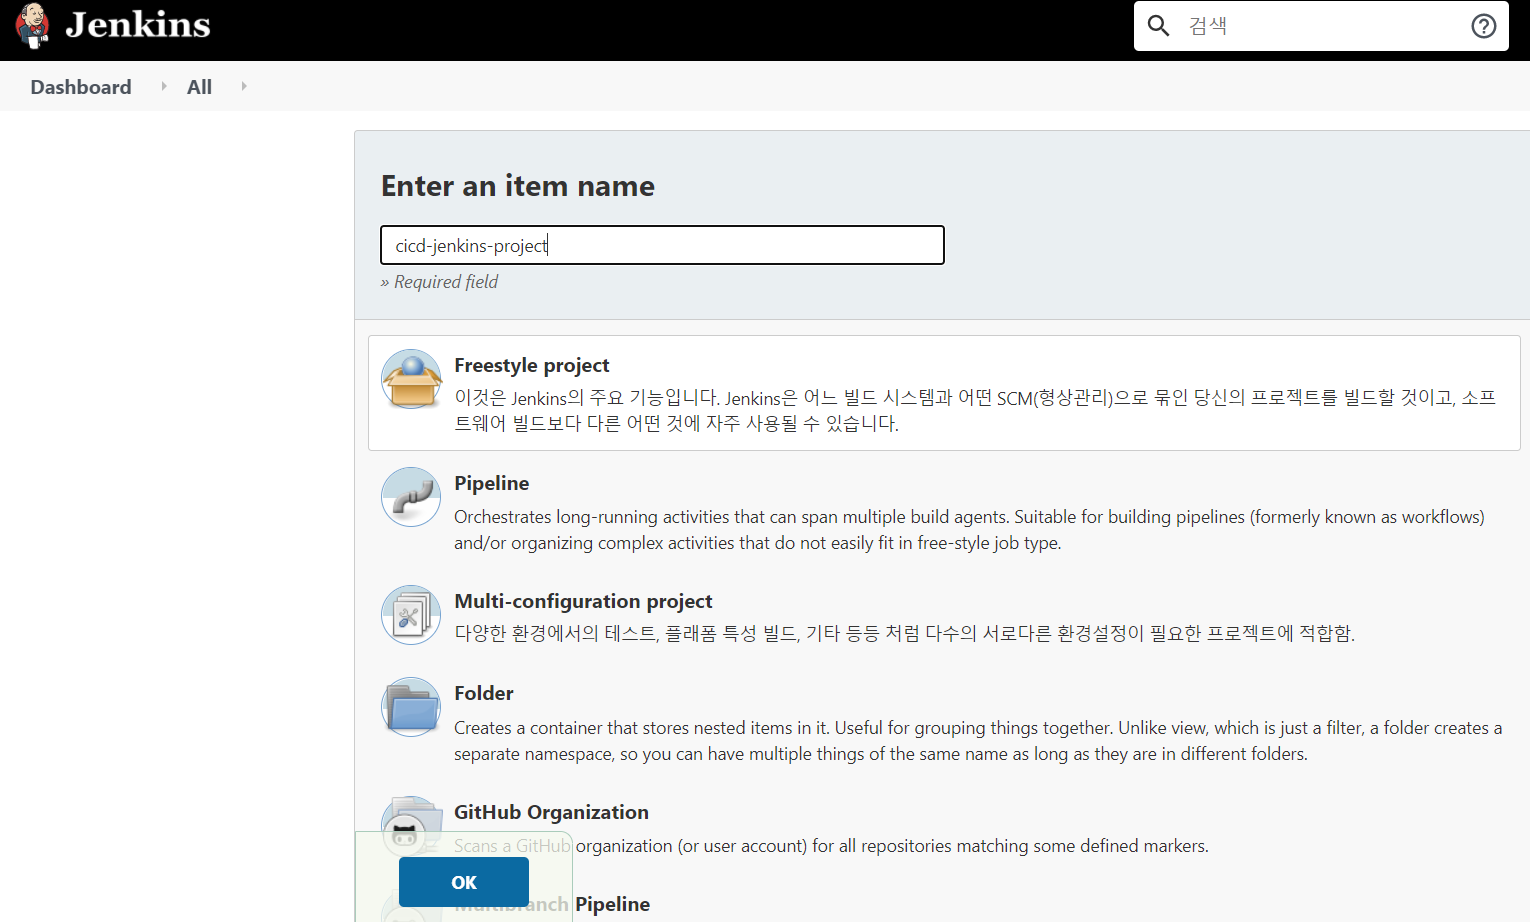 Jenkins
검색
Dashboard
All
Enter an item name
cicd-jenkins-project
» Required field
Freestyle project
이것은 Jenkins의 주요 기능입니다. Jenkins은 어느 빌드 시스템과 어떤 SCM(형상관리)으로 묶인 당신의 프로젝트를 빌드할 것이고, 소프
트웨어 빌드보다 다른 어떤 것에 자주 사용될 수 있습니다.
Pipeline
Orchestrates long-running activities that can span multiple build agents. Suitable for building pipelines (formerly known as workflows)
and/or organizing complex activities that do not easily fit in free-style job type.
Multi-configuration project
다양한 환경에서의 테스트, 플래폼 특성 빌드, 기타 등등 처럼 다수의 서로다른 환경설정이 필요한 프로젝트에 적합함.
Folder
Creates a container that stores nested items in it. Useful for grouping things together. Unlike view, which is just a filter, a folder creates a
separate namespace, so you can have multiple things of the same name as long as they are in different folders.
GitHub Organization
Scans a GitHub organization (or user account) for all repositories matching some defined markers.
OK
Multibranch Pipeline